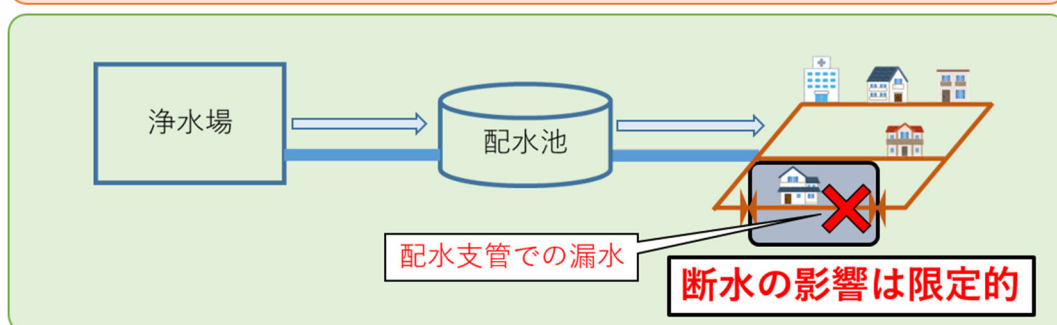 浄水場
配水池
配水支管での漏水
断水の影響は限定的